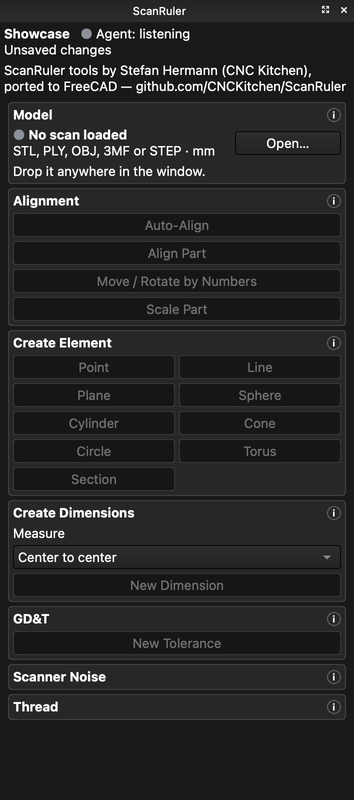 ScanRuler
Showcase Agent: listening
Unsaved changes
ScanRuler tools by Stefan Hermann (CNC Kitchen),
ported to FreeCAD — github.com/CNCKitchen/ScanRuler
Model
No scan loaded
STL, PLY, OBJ, 3MF or STEP · mm
Open...
Drop it anywhere in the window.
Alignment
Auto-Align
Align Part
Move / Rotate by Numbers
Scale Part
Create Element
Point Line
Plane Sphere
Cylinder Cone
Circle Torus
Section
Create Dimensions
Measure
Center to center
New Dimension
GD&T
New Tolerance
Scanner Noise
Thread